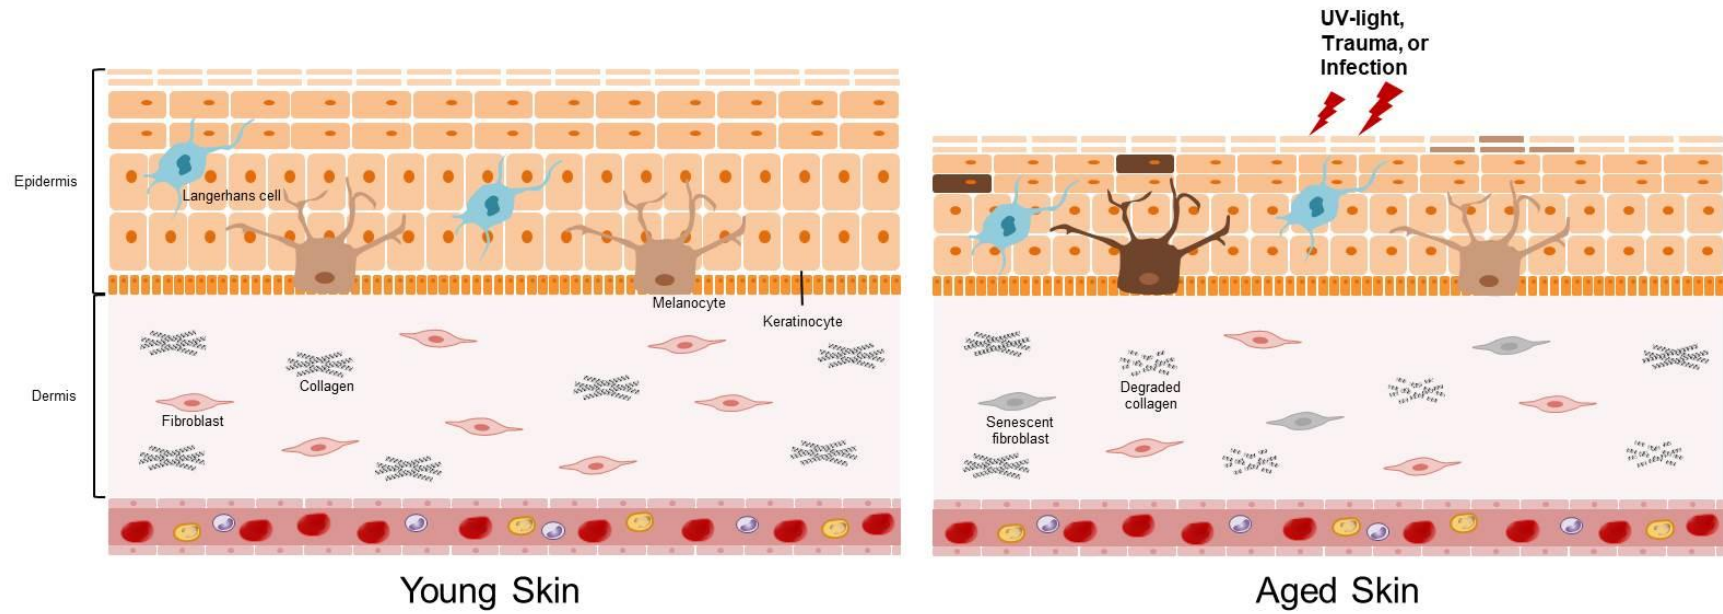 UV-light,
Trauma, or
Infection
Epidermis
Langerhans cell
Melanocyte
Keratinocyte
Dermis
Collagen
Fibroblast
Degraded
collagen
Senescent
fibroblast
Young Skin
Aged Skin